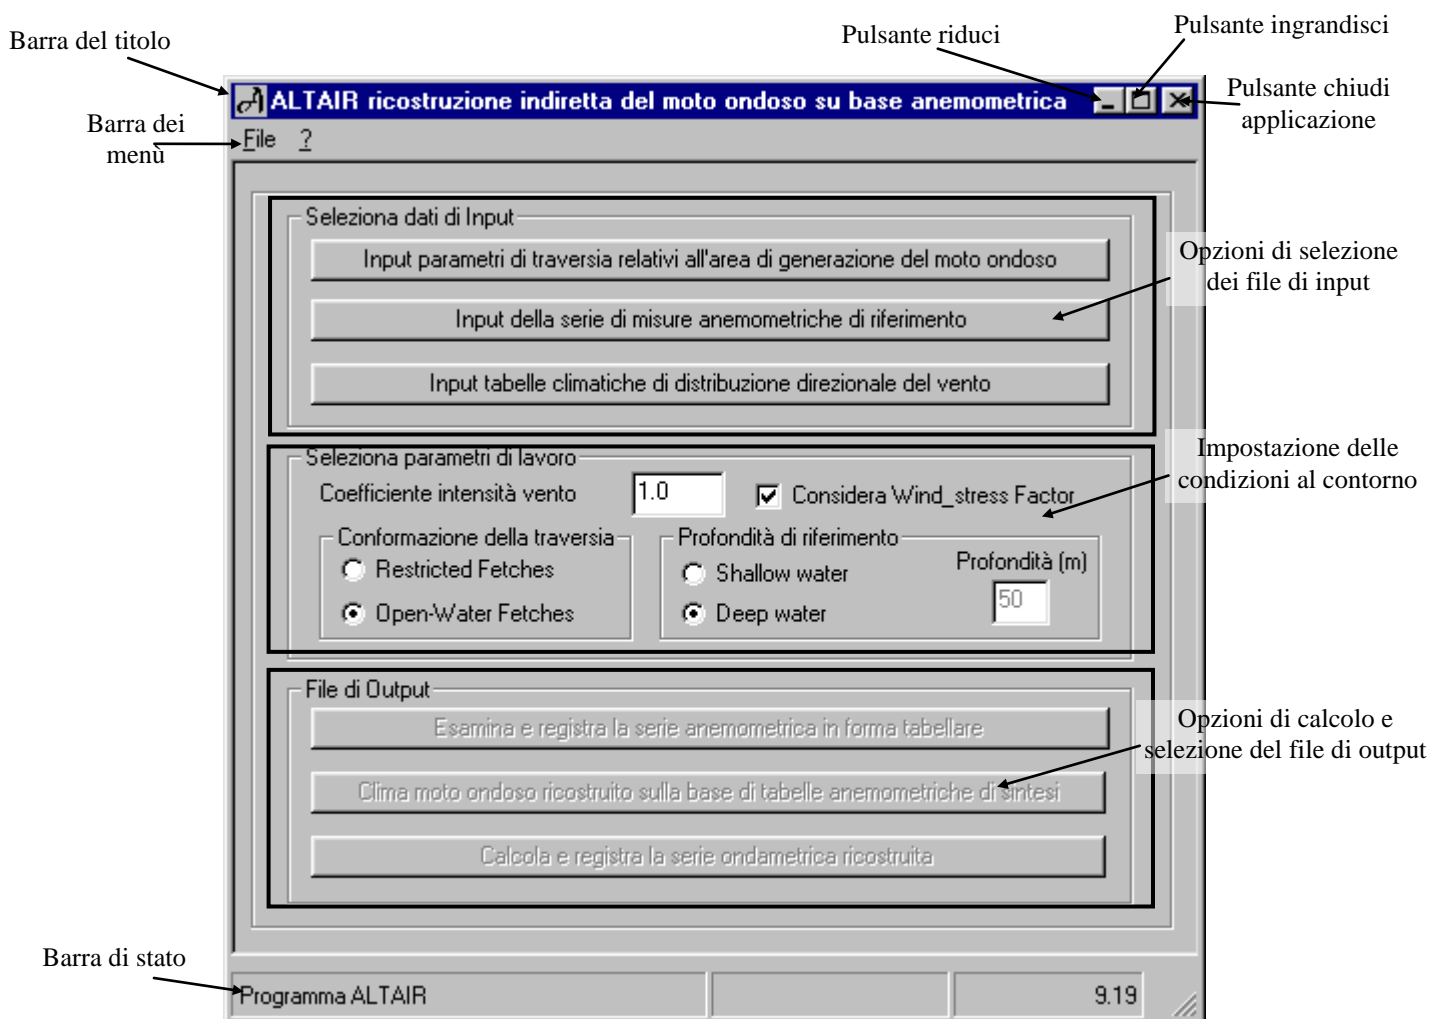 Barra del titolo
Pulsante riduci
Pulsante ingrandisci
ALTAIR ricostruzione indiretta del moto ondoso su base anemometrica
Pulsante chiudi
applicazione
Barra dei
menù
File ?
Seleziona dati di Input
Input parametri di traversia relativi all'area di generazione del moto ondoso
Opzioni di selezione
dei file di input
Input della serie di misure anemometriche di riferimento
Input tabelle climatiche di distribuzione direzionale del vento
Seleziona parametri di lavoro
Impostazione delle
condizioni al contorno
Coefficiente intensità vento 1.0 Considera Wind_stress Factor
Conformazione della traversia
Restricted Fetches
Open-Water Fetches
Profondità di riferimento
Shallow water
Deep water
Profondità (m)
50
File di Output
Esamina e registra la serie anemometrica in forma tabellare
Opzioni di calcolo e
selezione del file di output
Clima moto ondoso ricostruito sulla base di tabelle anemometriche di sintesi
Calcola e registra la serie ondametrica ricostruita
Barra di stato
Programma ALTAIR 9.19